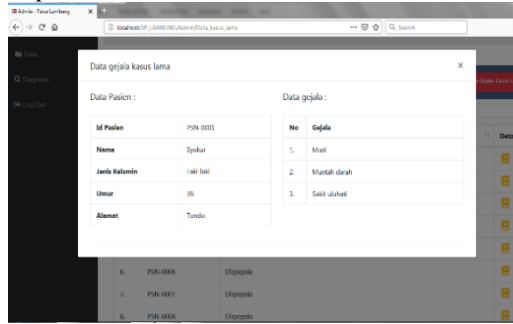 Admin - Pakar Lambung
localhost/SP_LAMBUNG/Admin/Data_kasus_lama
Search
Data
Diagnosa
Log Out
Data gejala kasus lama
Data Pasien :
Id Pasien PSN-0001
Nama Syukur
Jenis Kelamin Laki-laki
Umur 36
Alamat Tondo
Data gejala :
No Gejala
1. Mual
2. Muntah darah
3. Sakit uluhati
Data
6. PSN-0006 Dispepsia
7. PSN-0007 Dispepsia
8. PSN-0008 Dispepsia